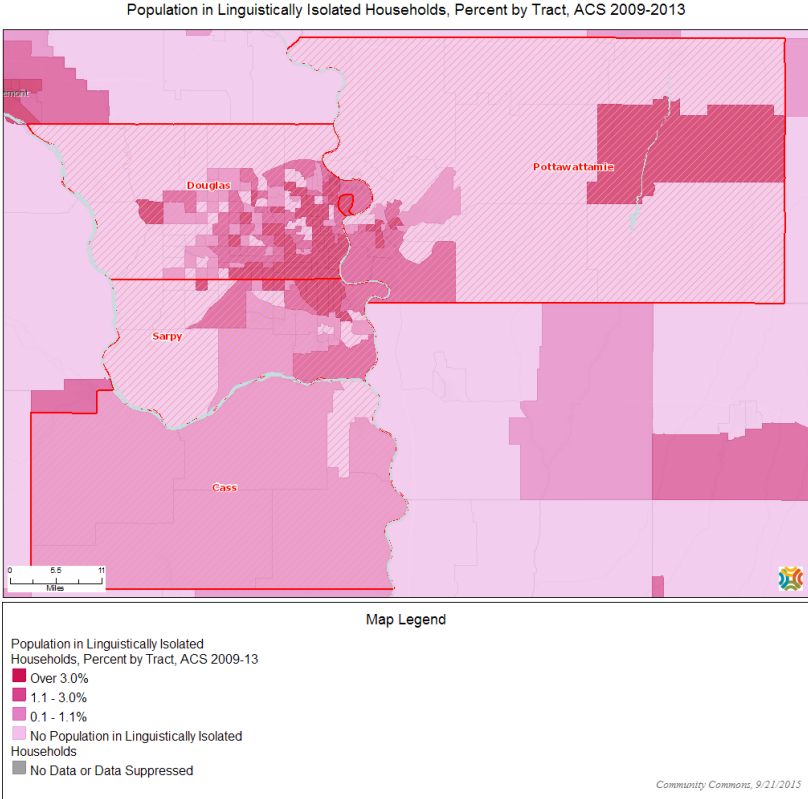 Population in Linguistically Isolated Households, Percent by Tract, ACS 2009-2013
emont
Douglas
Pottawattamie
Sarpy
Cass
0 5.5 11
Miles
Map Legend
Population in Linguistically Isolated
Households, Percent by Tract, ACS 2009-13
Over 3.0%
1.1 - 3.0%
0.1 - 1.1%
No Population in Linguistically Isolated
Households
No Data or Data Suppressed
Community Commons, 9/21/2015